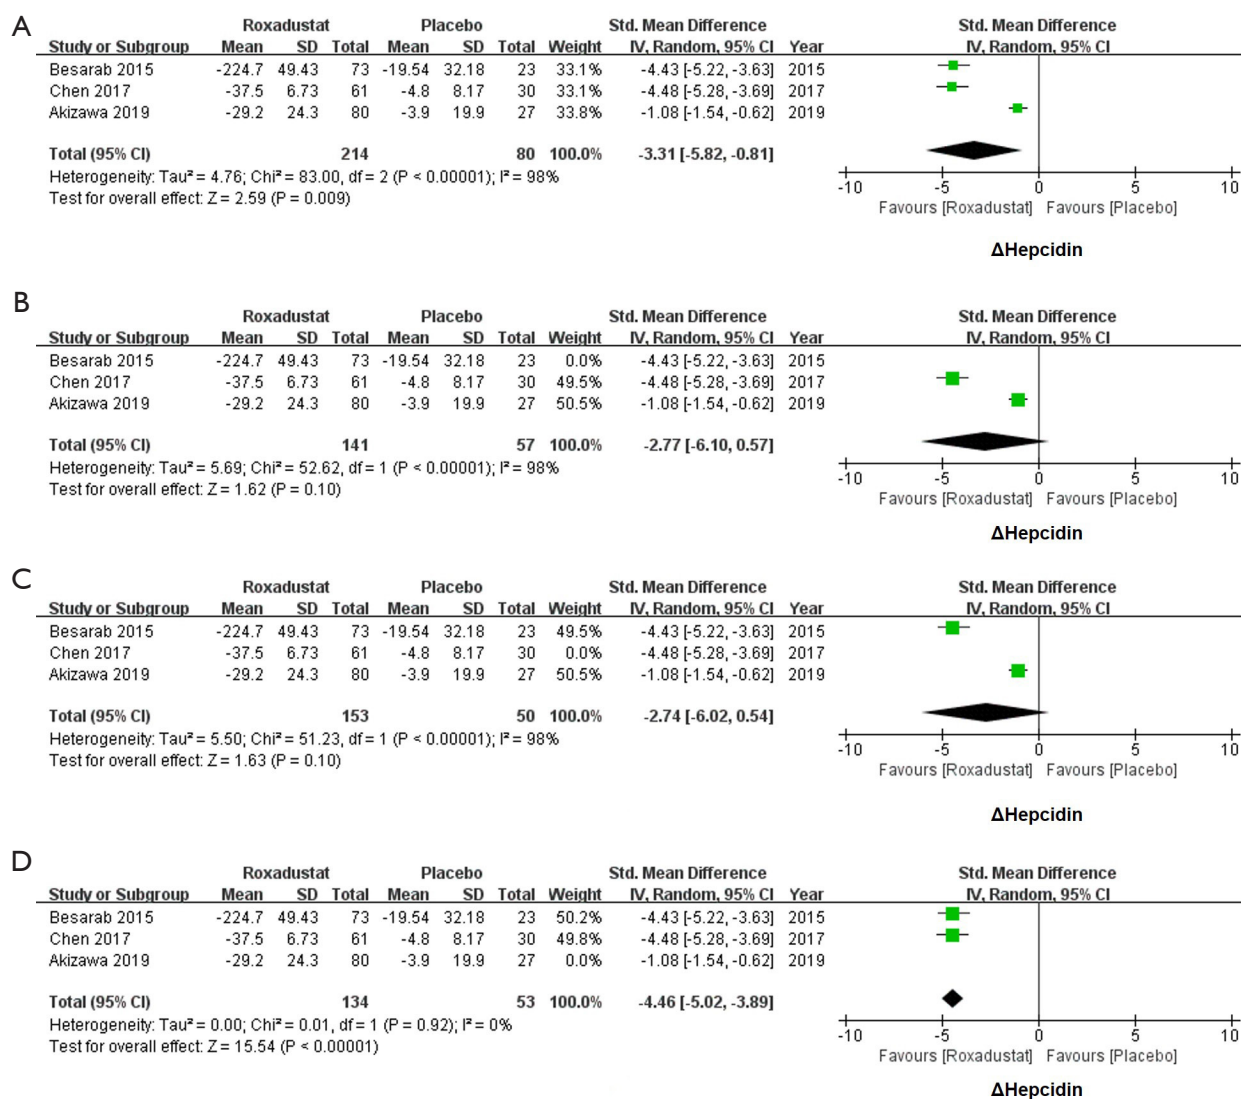 A
Roxadustat Placebo Std. Mean Difference Std. Mean Difference
Study or Subgroup Mean SD Total Mean SD Total Weight IV, Random, 95% CI Year IV, Random, 95% CI
Besarab 2015 -224.7 49.43 73 -19.54 32.18 23 33.1% -4.43 [-5.22, -3.63] 2015
Chen 2017 -37.5 6.73 61 -4.8 8.17 30 33.1% -4.48 [-5.28, -3.69] 2017
Akizawa 2019 -29.2 24.3 80 -3.9 19.9 27 33.8% -1.08 [-1.54, -0.62] 2019
Total (95% CI) 214 80 100.0% -3.31 [-5.82, -0.81]
Heterogeneity: Tau² = 4.76; Chi² = 83.00, df = 2 (P < 0.00001); I² = 98%
Test for overall effect: Z = 2.59 (P = 0.009)
-10 -5 0 5 10
Favours [Roxadustat] Favours [Placebo]
ΔHepcidin
B
Roxadustat Placebo Std. Mean Difference Std. Mean Difference
Study or Subgroup Mean SD Total Mean SD Total Weight IV, Random, 95% CI Year IV, Random, 95% CI
Besarab 2015 -224.7 49.43 73 -19.54 32.18 23 0.0% -4.43 [-5.22, -3.63] 2015
Chen 2017 -37.5 6.73 61 -4.8 8.17 30 49.5% -4.48 [-5.28, -3.69] 2017
Akizawa 2019 -29.2 24.3 80 -3.9 19.9 27 50.5% -1.08 [-1.54, -0.62] 2019
Total (95% CI) 141 57 100.0% -2.77 [-6.10, 0.57]
Heterogeneity: Tau² = 5.69; Chi² = 52.62, df = 1 (P < 0.00001); I² = 98%
Test for overall effect: Z = 1.62 (P = 0.10)
-10 -5 0 5 10
Favours [Roxadustat] Favours [Placebo]
ΔHepcidin
C
Roxadustat Placebo Std. Mean Difference Std. Mean Difference
Study or Subgroup Mean SD Total Mean SD Total Weight IV, Random, 95% CI Year IV, Random, 95% CI
Besarab 2015 -224.7 49.43 73 -19.54 32.18 23 49.5% -4.43 [-5.22, -3.63] 2015
Chen 2017 -37.5 6.73 61 -4.8 8.17 30 0.0% -4.48 [-5.28, -3.69] 2017
Akizawa 2019 -29.2 24.3 80 -3.9 19.9 27 50.5% -1.08 [-1.54, -0.62] 2019
Total (95% CI) 153 50 100.0% -2.74 [-6.02, 0.54]
Heterogeneity: Tau² = 5.50; Chi² = 51.23, df = 1 (P < 0.00001); I² = 98%
Test for overall effect: Z = 1.63 (P = 0.10)
-10 -5 0 5 10
Favours [Roxadustat] Favours [Placebo]
ΔHepcidin
D
Roxadustat Placebo Std. Mean Difference Std. Mean Difference
Study or Subgroup Mean SD Total Mean SD Total Weight IV, Random, 95% CI Year IV, Random, 95% CI
Besarab 2015 -224.7 49.43 73 -19.54 32.18 23 50.2% -4.43 [-5.22, -3.63] 2015
Chen 2017 -37.5 6.73 61 -4.8 8.17 30 49.8% -4.48 [-5.28, -3.69] 2017
Akizawa 2019 -29.2 24.3 80 -3.9 19.9 27 0.0% -1.08 [-1.54, -0.62] 2019
Total (95% CI) 134 53 100.0% -4.46 [-5.02, -3.89]
Heterogeneity: Tau² = 0.00; Chi² = 0.01, df = 1 (P = 0.92); I² = 0%
Test for overall effect: Z = 15.54 (P < 0.00001)
-10 -5 0 5 10
Favours [Roxadustat] Favours [Placebo]
ΔHepcidin